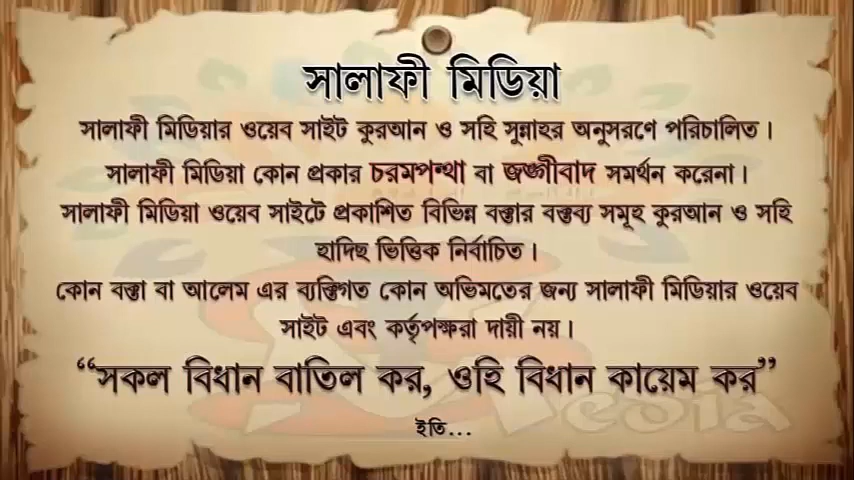 সালাফী মিডিয়া
সালাফী মিডিয়ার ওয়েব সাইট কুরআন ও সহি সুন্নাহর অনুসরণে পরিচালিত।
সালাফী মিডিয়া কোন প্রকার চরমপন্থা বা জঙ্গীবাদ সমর্থন করেনা।
সালাফী মিডিয়া ওয়েব সাইটে প্রকাশিত বিভিন্ন বক্তার বক্তব্য সমূহ কুরআন ও সহি
হাদিছ ভিত্তিক নির্বাচিত।
কোন বক্তা বা আলেম এর ব্যক্তিগত কোন অভিমতের জন্য সালাফী মিডিয়ার ওয়েব
সাইট এবং কর্তৃপক্ষরা দায়ী নয়।
“সকল বিধান বাতিল কর, ওহি বিধান কায়েম কর”
ইতি...